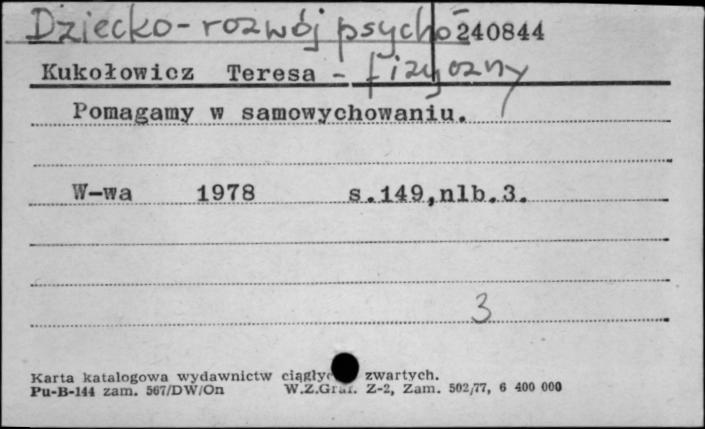 Dziecko - rozwój psycho- 240844
Kukołowicz Teresa - fizyczny
Pomagamy w samowychowaniu.
W-wa 1978 s.149,nlb.3.
3
Karta katalogowa wydawnictw zwartych.
Pu-B-144 zam. 567/DW/On W.Z.Graf. Z-2, Zam. 502/77, 6 400 000